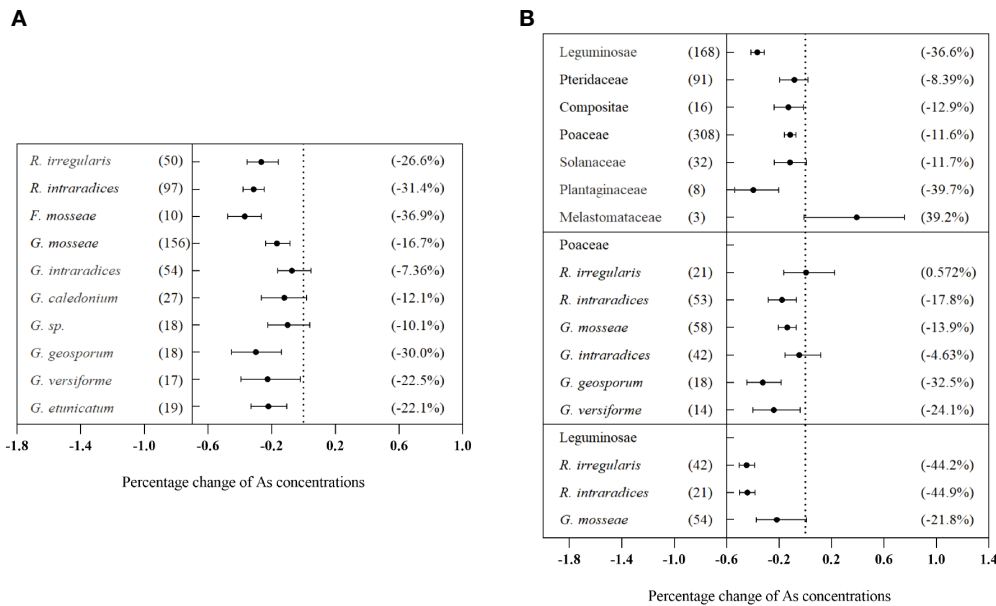 A
R. irregularis (50) (-26.6%)
R. intraradices (97) (-31.4%)
F. mosseae (10) (-36.9%)
G. mosseae (156) (-16.7%)
G. intraradices (54) (-7.36%)
G. caledonium (27) (-12.1%)
G. sp. (18) (-10.1%)
G. geosporum (18) (-30.0%)
G. versiforme (17) (-22.5%)
G. etunicatum (19) (-22.1%)
-1.8 -1.0 -0.6 -0.2 0.2 0.6 1.0
Percentage change of As concentrations
B
Leguminosae (168) (-36.6%)
Pteridaceae (91) (-8.39%)
Compositae (16) (-12.9%)
Poaceae (308) (-11.6%)
Solanaceae (32) (-11.7%)
Plantaginaceae (8) (-39.7%)
Melastomataceae (3) (39.2%)
Poaceae
R. irregularis (21) (0.572%)
R. intraradices (53) (-17.8%)
G. mosseae (58) (-13.9%)
G. intraradices (42) (-4.63%)
G. geosporum (18) (-32.5%)
G. versiforme (14) (-24.1%)
Leguminosae
R. irregularis (42) (-44.2%)
R. intraradices (21) (-44.9%)
G. mosseae (54) (-21.8%)
-1.8 -1.0 -0.6 -0.2 0.2 0.6 1.0 1.4
Percentage change of As concentrations